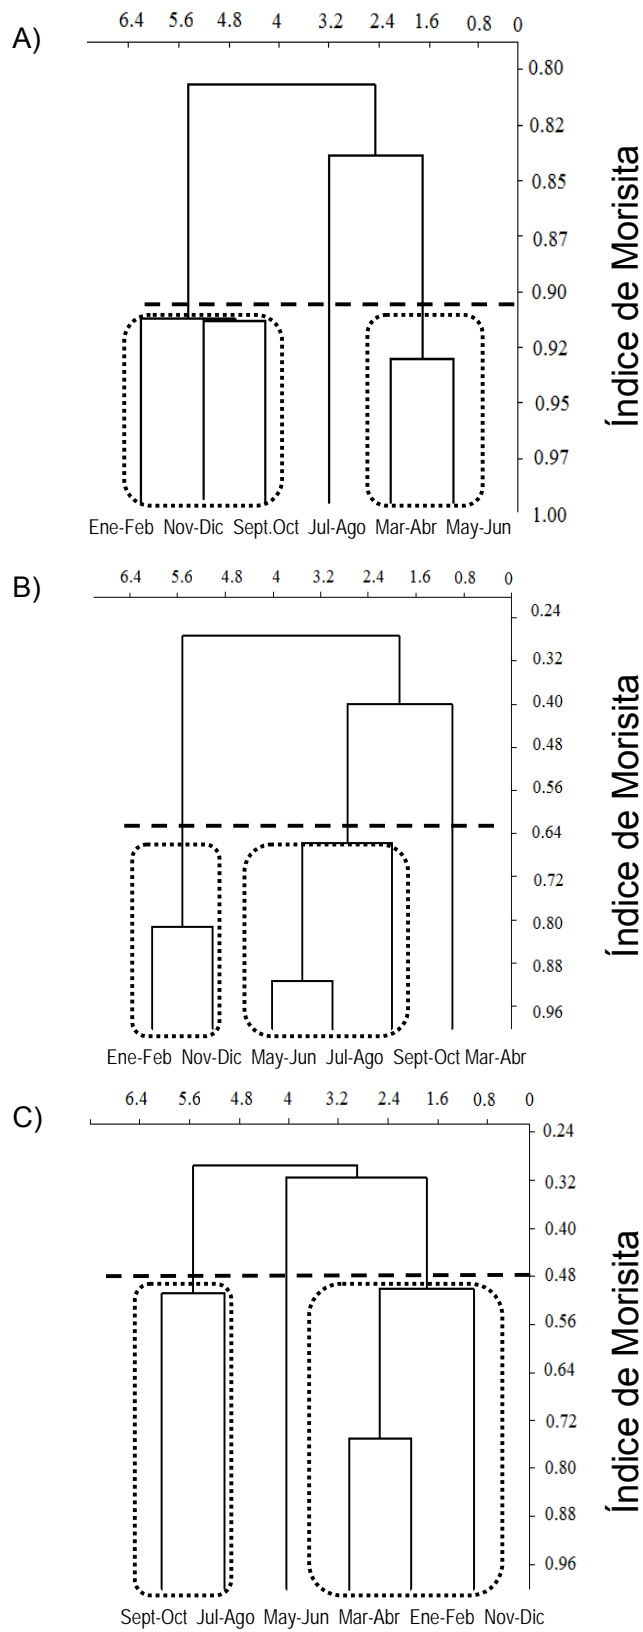 6.4 5.6 4.8 4 3.2 2.4 1.6 0.8 0
A)
0.80
0.82
0.85
0.87
0.90
0.92
0.95
0.97
1.00
Índice de Morisita
Ene-Feb Nov-Dic Sept.Oct Jul-Ago Mar-Abr May-Jun
6.4 5.6 4.8 4 3.2 2.4 1.6 0.8 0
B)
0.24
0.32
0.40
0.48
0.56
0.64
0.72
0.80
0.88
0.96
Índice de Morisita
Ene-Feb Nov-Dic May-Jun Jul-Ago Sept-Oct Mar-Abr
6.4 5.6 4.8 4 3.2 2.4 1.6 0.8 0
C)
0.24
0.32
0.40
0.48
0.56
0.64
0.72
0.80
0.88
0.96
Índice de Morisita
Sept-Oct Jul-Ago May-Jun Mar-Abr Ene-Feb Nov-Dic